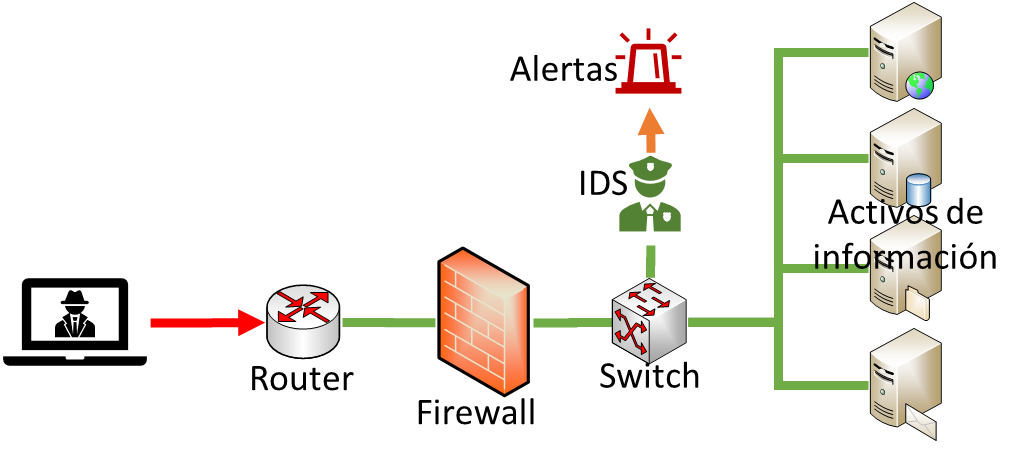 Alertas
IDS
Activos de
información
Router
Switch
Firewall